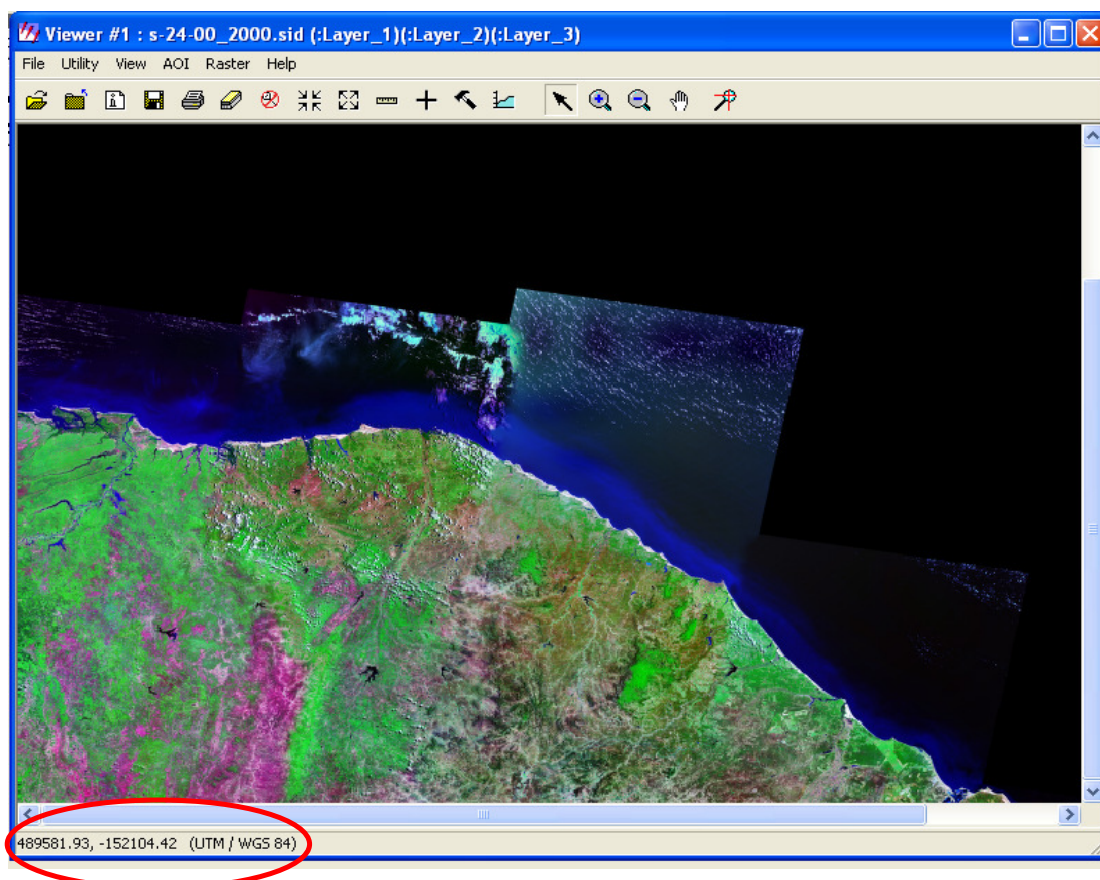 Viewer #1 : s-24-00_2000.sid (:Layer_1)(:Layer_2)(:Layer_3)
File Utility View AOI Raster Help
489581.93, -152104.42 (UTM / WGS 84)